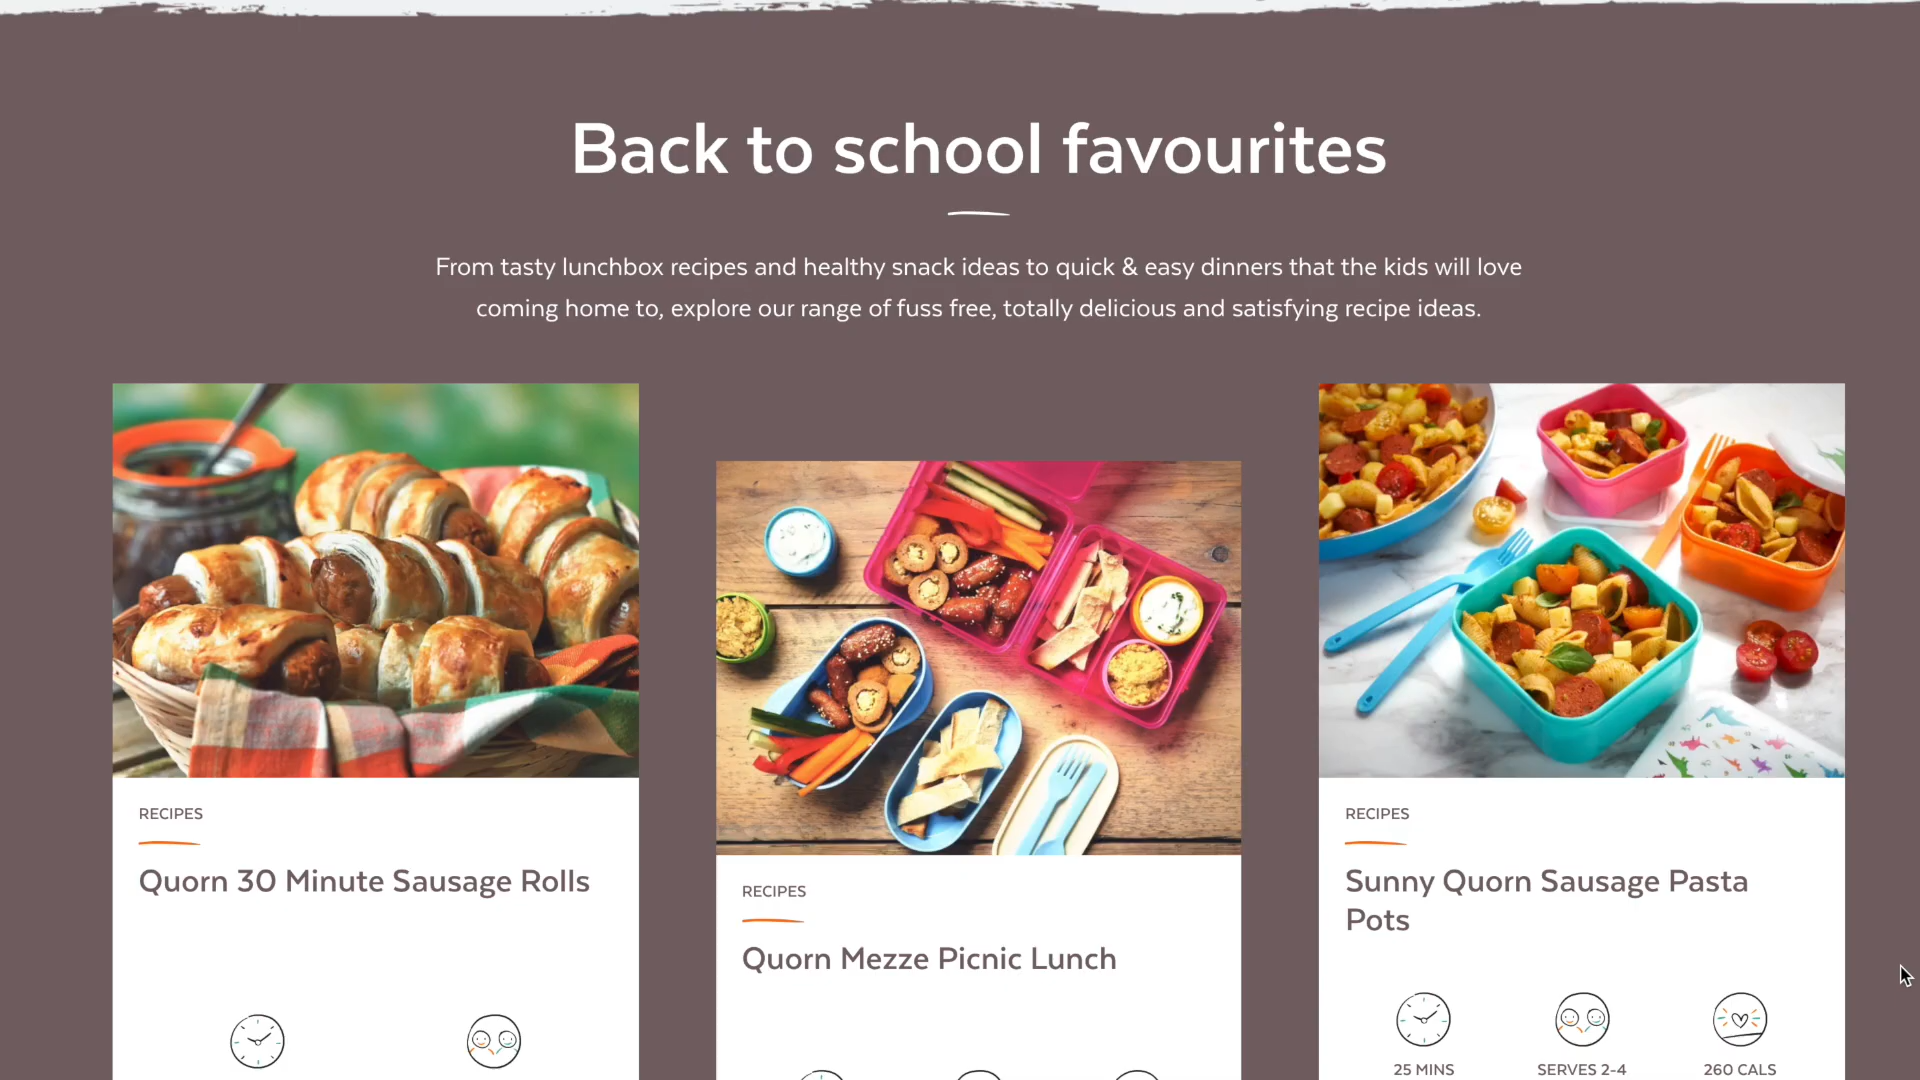 Back to school favourites
From tasty lunchbox recipes and healthy snack ideas to quick & easy dinners that the kids will love
coming home to, explore our range of fuss free, totally delicious and satisfying recipe ideas.
RECIPES
Quorn 30 Minute Sausage Rolls
RECIPES
Quorn Mezze Picnic Lunch
RECIPES
Sunny Quorn Sausage Pasta
Pots
25 MINS
SERVES 2-4
260 CALS